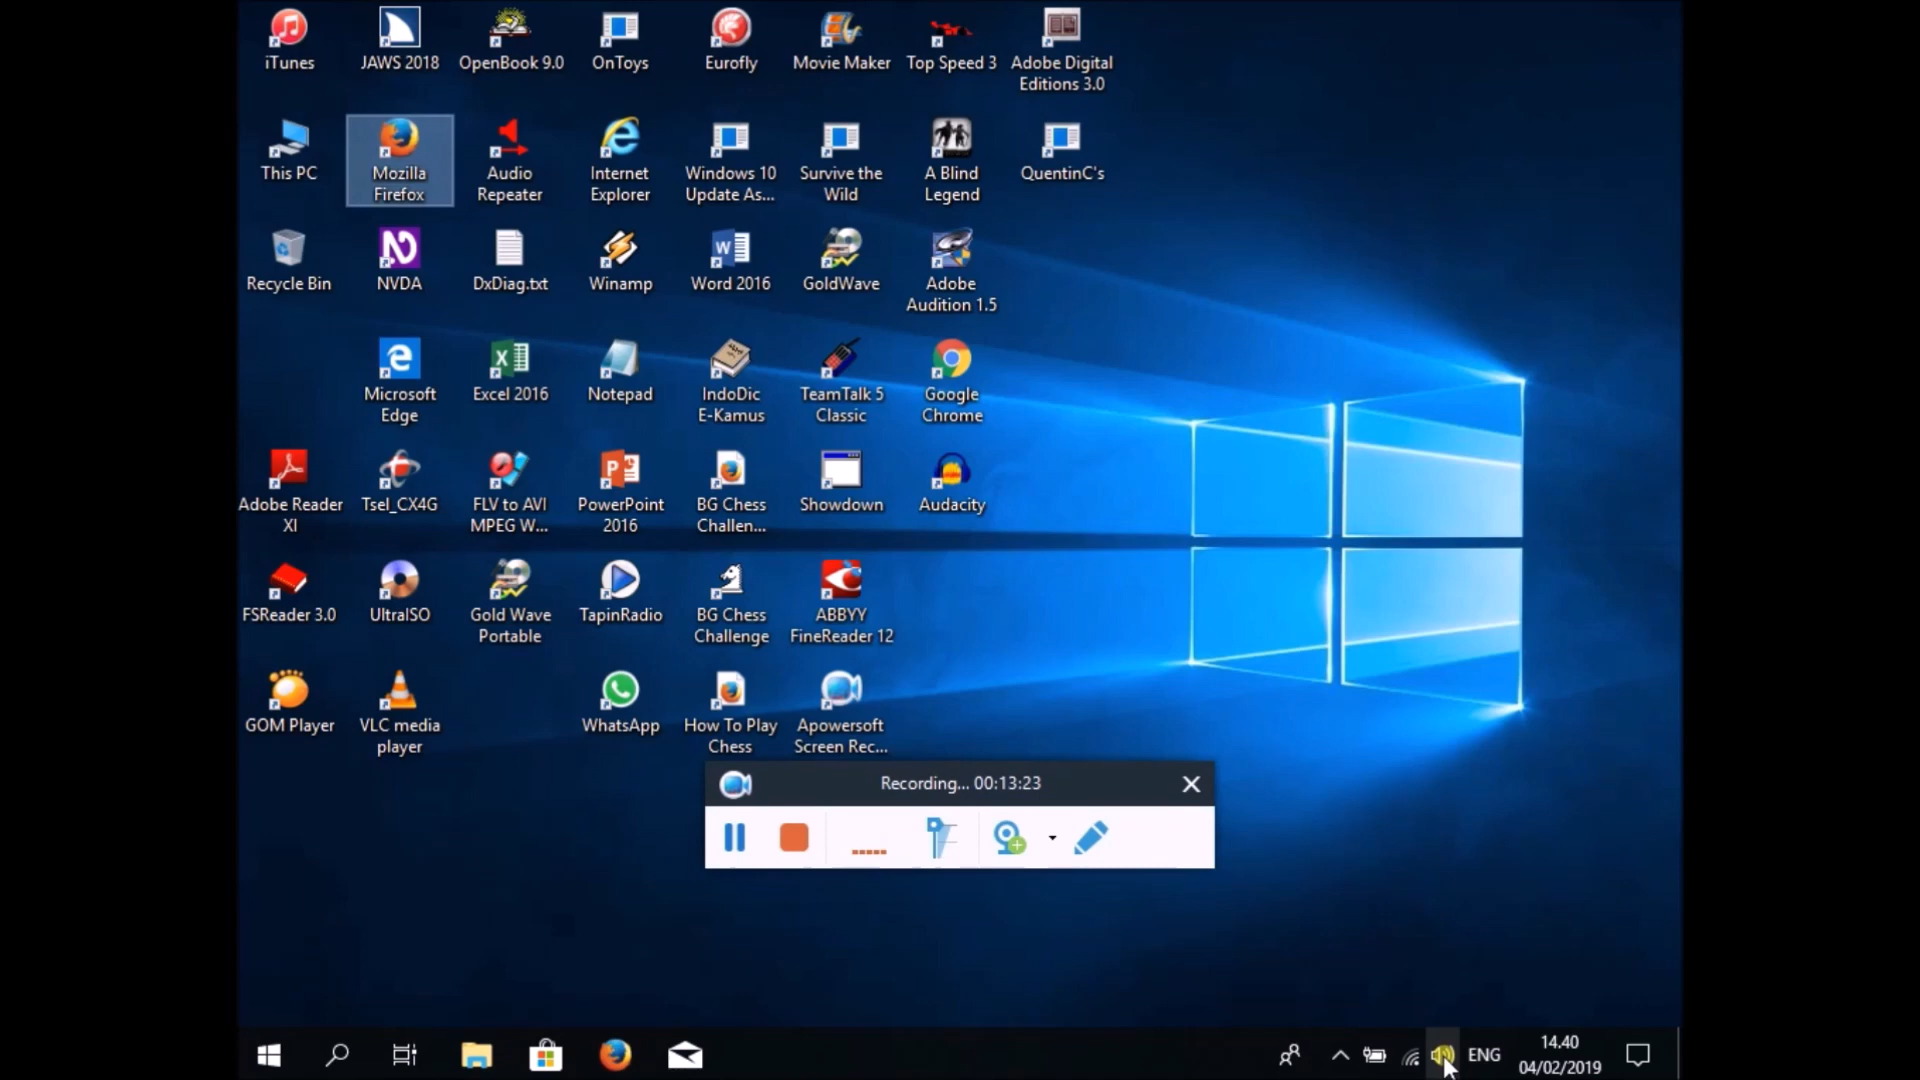 iTunes
JAWS 2018
OpenBook 9.0
OnToys
Eurofly
Movie Maker
Top Speed 3
Adobe Digital
Editions 3.0
This PC
Mozilla
Firefox
Audio
Repeater
Internet
Explorer
Windows 10
Update As...
Survive the
Wild
A Blind
Legend
QuentinC's
Recycle Bin
NVDA
DxDiag.txt
Winamp
Word 2016
GoldWave
Adobe
Audition 1.5
Microsoft
Edge
Excel 2016
Notepad
IndoDic
E-Kamus
TeamTalk 5
Classic
Google
Chrome
Adobe Reader
XI
Tsel_CX4G
FLV to AVI
MPEG W...
PowerPoint
2016
BG Chess
Challen...
Showdown
Audacity
FSReader 3.0
UltraISO
Gold Wave
Portable
TapinRadio
BG Chess
Challenge
ABBYY
FineReader 12
GOM Player
VLC media
player
WhatsApp
How To Play
Chess
Apowersoft
Screen Rec...
Recording... 00:13:23
ENG
14.40
04/02/2019